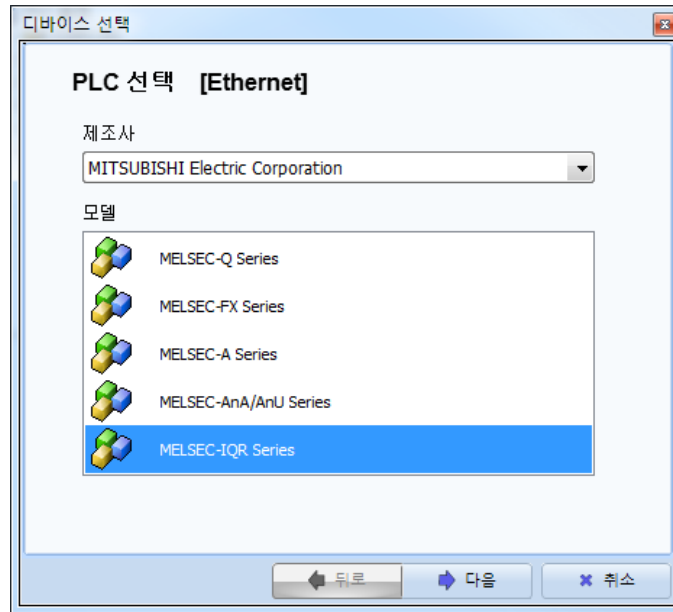 디바이스 선택
PLC 선택 [Ethernet]
제조사
MITSUBISHI Electric Corporation
모델
MELSEC-Q Series
MELSEC-FX Series
MELSEC-A Series
MELSEC-AnA/AnU Series
MELSEC-IQR Series
뒤로 다음 취소